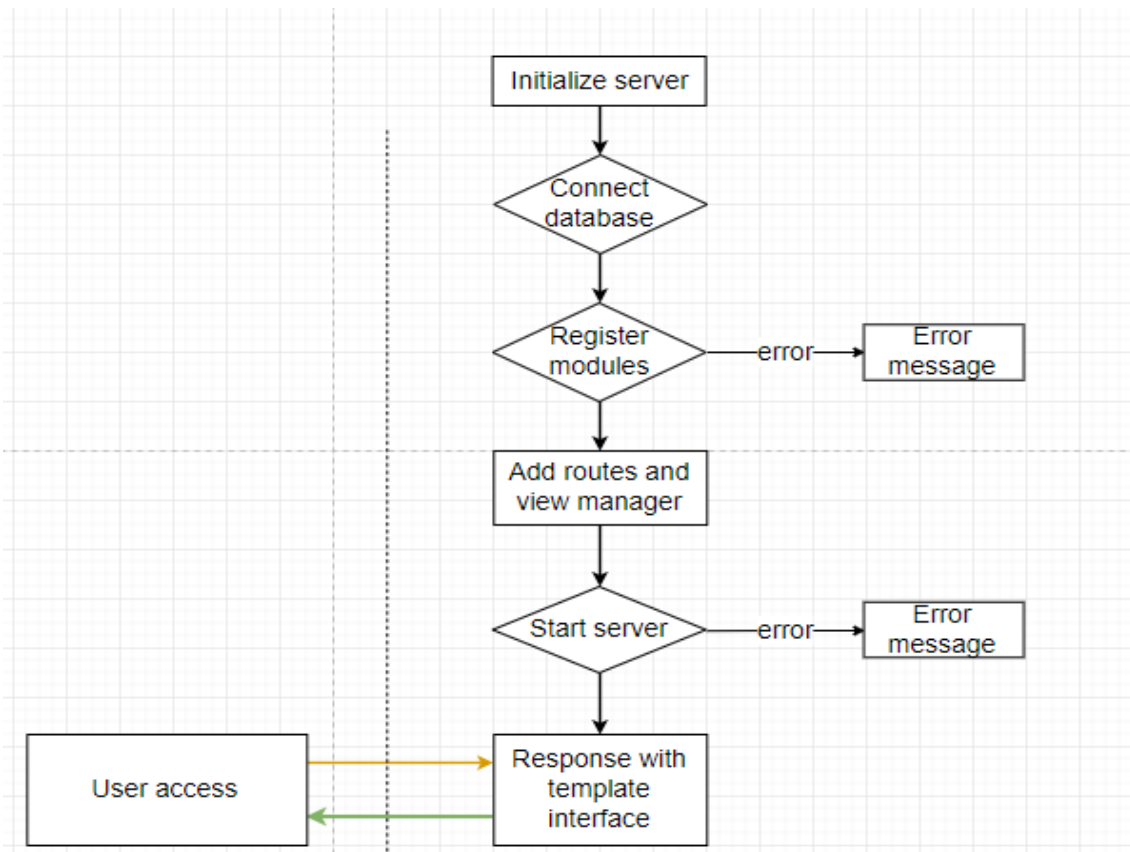 Initialize server
Connect
database
Register
modules
error
Error
message
Add routes and
view manager
Start server
error
Error
message
User access
Response with
template
interface